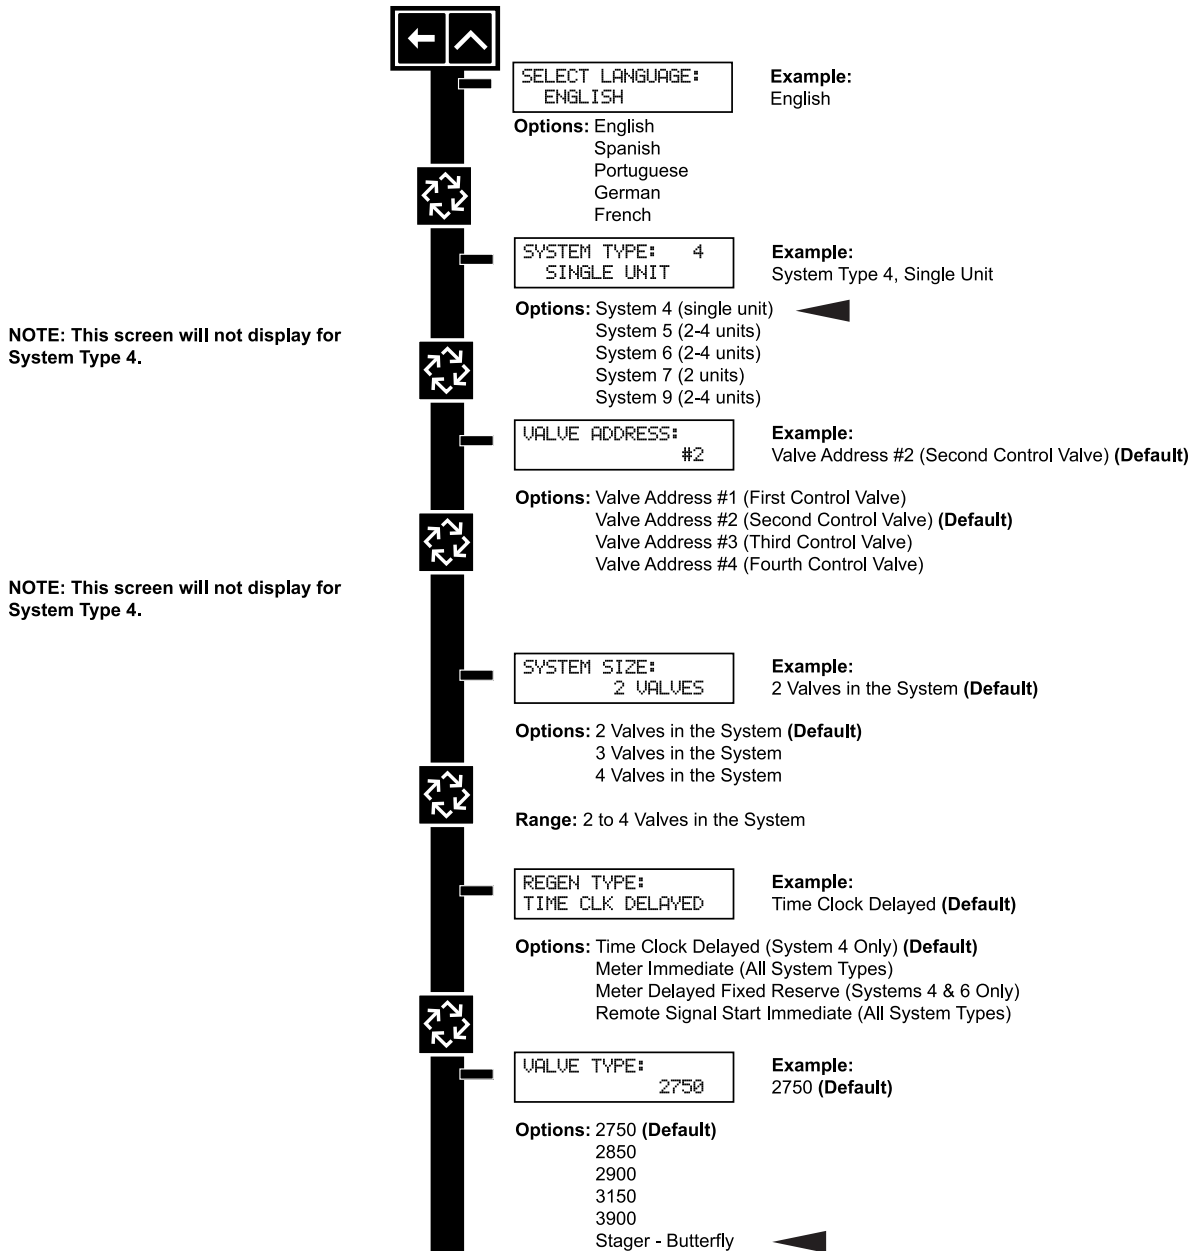 SELECT LANGUAGE:
ENGLISH
Example:
English
Options: English
Spanish
Portuguese
German
French
SYSTEM TYPE: 4
SINGLE UNIT
Example:
System Type 4, Single Unit
Options: System 4 (single unit)
System 5 (2-4 units)
System 6 (2-4 units)
System 7 (2 units)
System 9 (2-4 units)
NOTE: This screen will not display for
System Type 4.
VALVE ADDRESS:
#2
Example:
Valve Address #2 (Second Control Valve) (Default)
Options: Valve Address #1 (First Control Valve)
Valve Address #2 (Second Control Valve) (Default)
Valve Address #3 (Third Control Valve)
Valve Address #4 (Fourth Control Valve)
NOTE: This screen will not display for
System Type 4.
SYSTEM SIZE:
2 VALVES
Example:
2 Valves in the System (Default)
Options: 2 Valves in the System (Default)
3 Valves in the System
4 Valves in the System
Range: 2 to 4 Valves in the System
REGEN TYPE:
TIME CLK DELAYED
Example:
Time Clock Delayed (Default)
Options: Time Clock Delayed (System 4 Only) (Default)
Meter Immediate (All System Types)
Meter Delayed Fixed Reserve (Systems 4 & 6 Only)
Remote Signal Start Immediate (All System Types)
VALVE TYPE:
2750
Example:
2750 (Default)
Options: 2750 (Default)
2850
2900
3150
3900
Stager - Butterfly